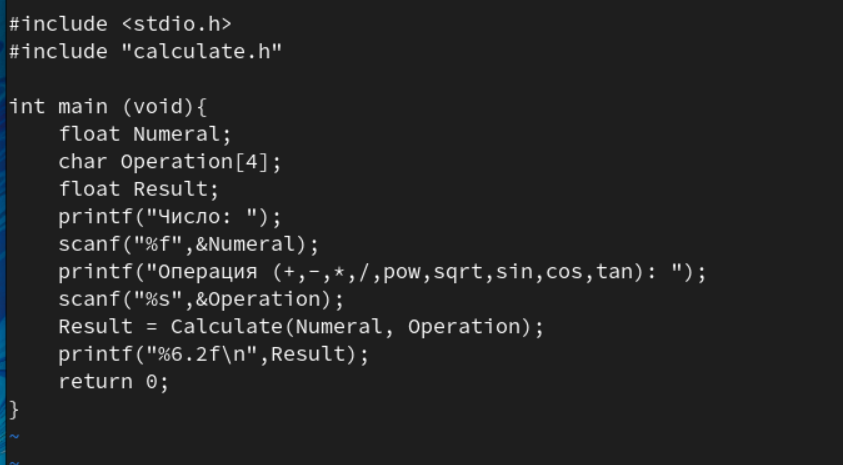 #include <stdio.h>
#include "calculate.h"

int main (void){
    float Numeral;
    char Operation[4];
    float Result;
    printf("Число: ");
    scanf("%f",&Numeral);
    printf("Операция (+,-,*,/,pow,sqrt,sin,cos,tan): ");
    scanf("%s",&Operation);
    Result = Calculate(Numeral, Operation);
    printf("%6.2f\n",Result);
    return 0;
}
~
~